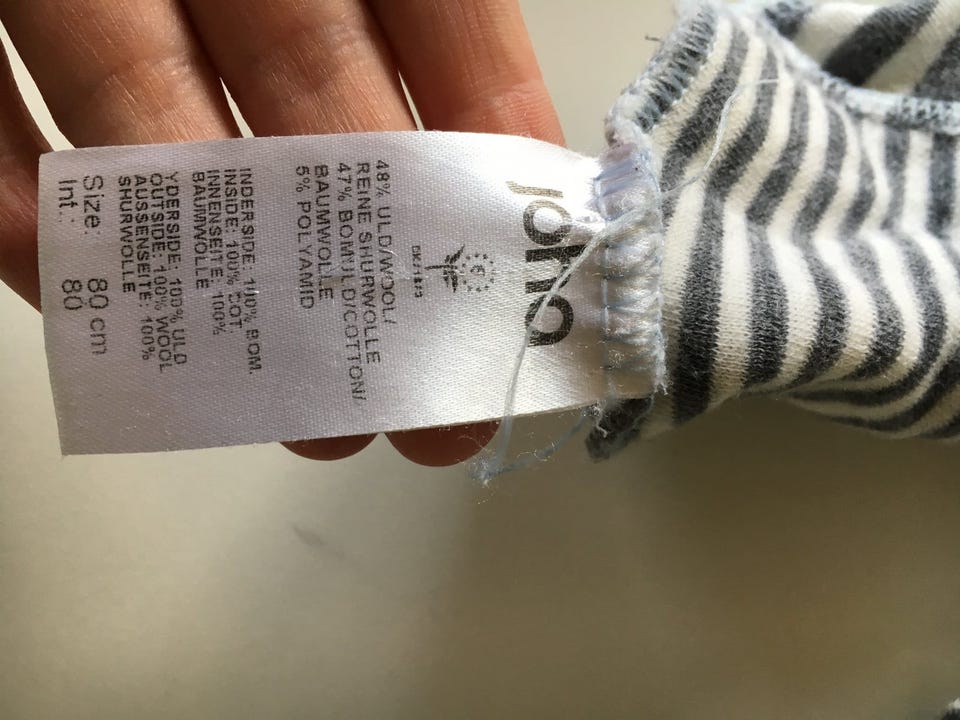 joha
48% ULD/WOOL/
REINE SHURWOLLE
47% BOMULD/COTTON/
BAUMWOLLE
5% POLYAMID
INDERSIDE: 100% BOM.
INSIDE: 100% COT.
INNENSEITE: 100%
BAUMWOLLE
YDERSIDE: 100% ULD
OUTSIDE: 100% WOOL
AUSSENSEITE: 100%
SHURWOLLE
Size: 80 cm
Int.: 80